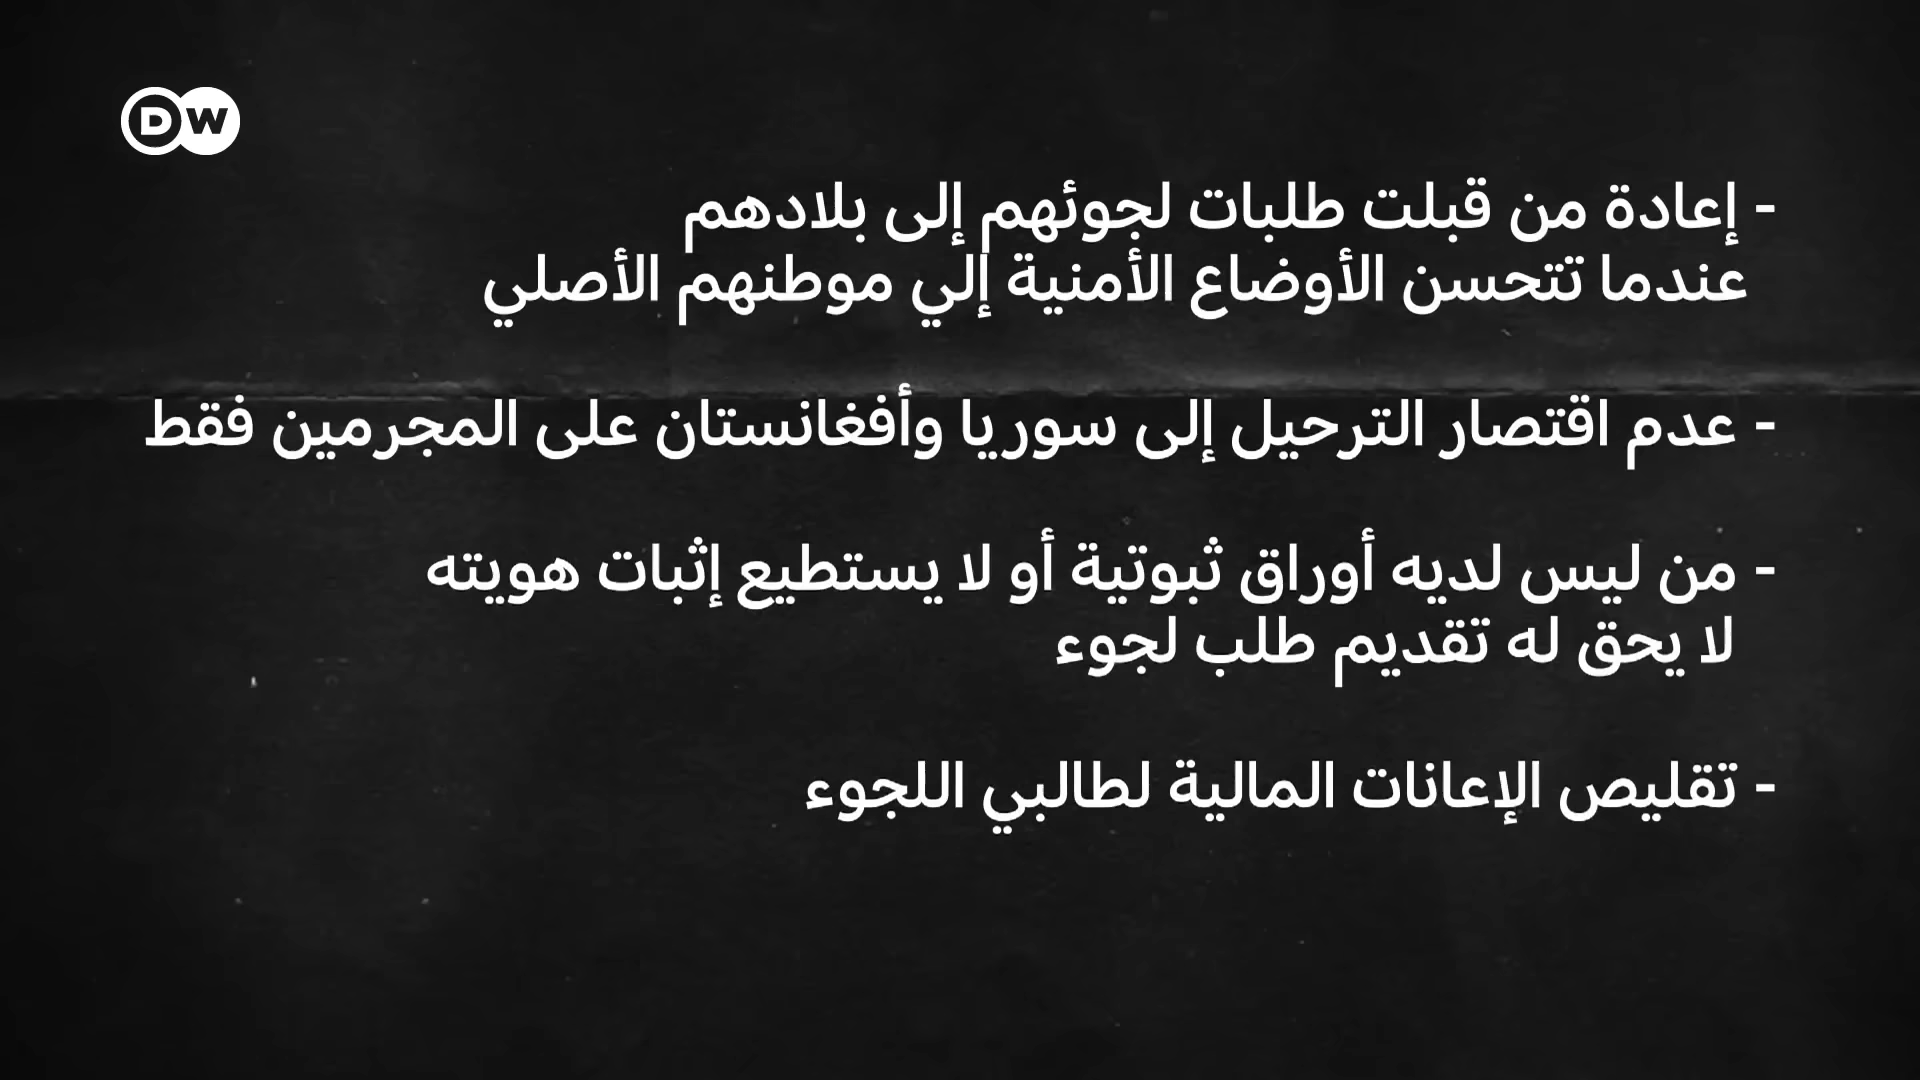 DW
- إعادة من قبلت طلبات لجوئهم إلى بلادهم
عندما تتحسن الأوضاع الأمنية إلي موطنهم الأصلي
- عدم اقتصار الترحيل إلى سوريا وأفغانستان على المجرمين فقط
- من ليس لديه أوراق ثبوتية أو لا يستطيع إثبات هويته
لا يحق له تقديم طلب لجوء
- تقليص الإعانات المالية لطالبي اللجوء